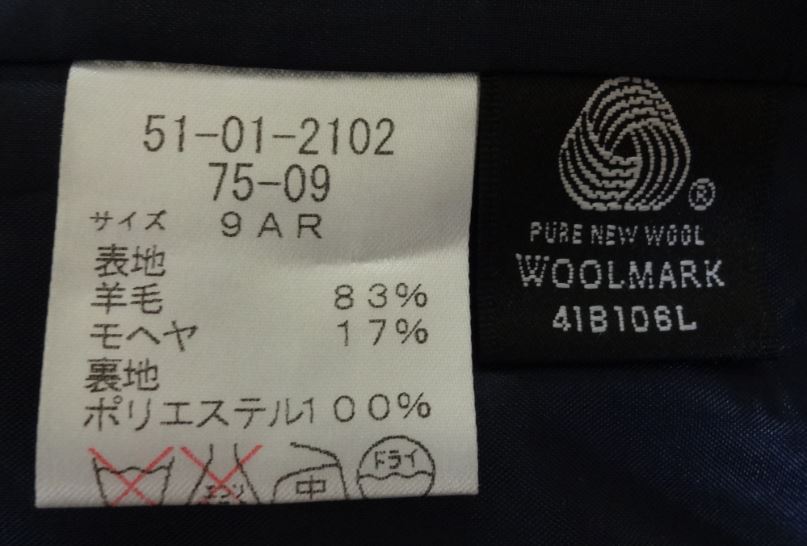 51-01-2102
75-09
サイズ 9AR
表地
羊毛 83%
モヘヤ 17%
裏地
ポリエステル100%
中
ドライ
®
PURE NEW WOOL
WOOLMARK
41B106L